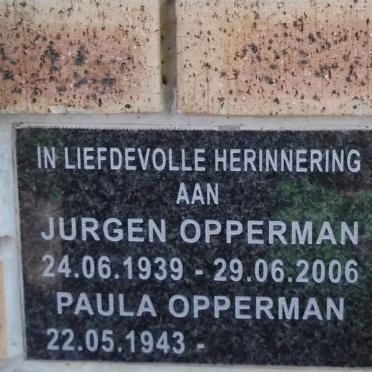 IN LIEFDEVOLLE HERINNERING
AAN
JURGEN OPPERMAN
24.06.1939 - 29.06.2006
PAULA OPPERMAN
22.05.1943 -